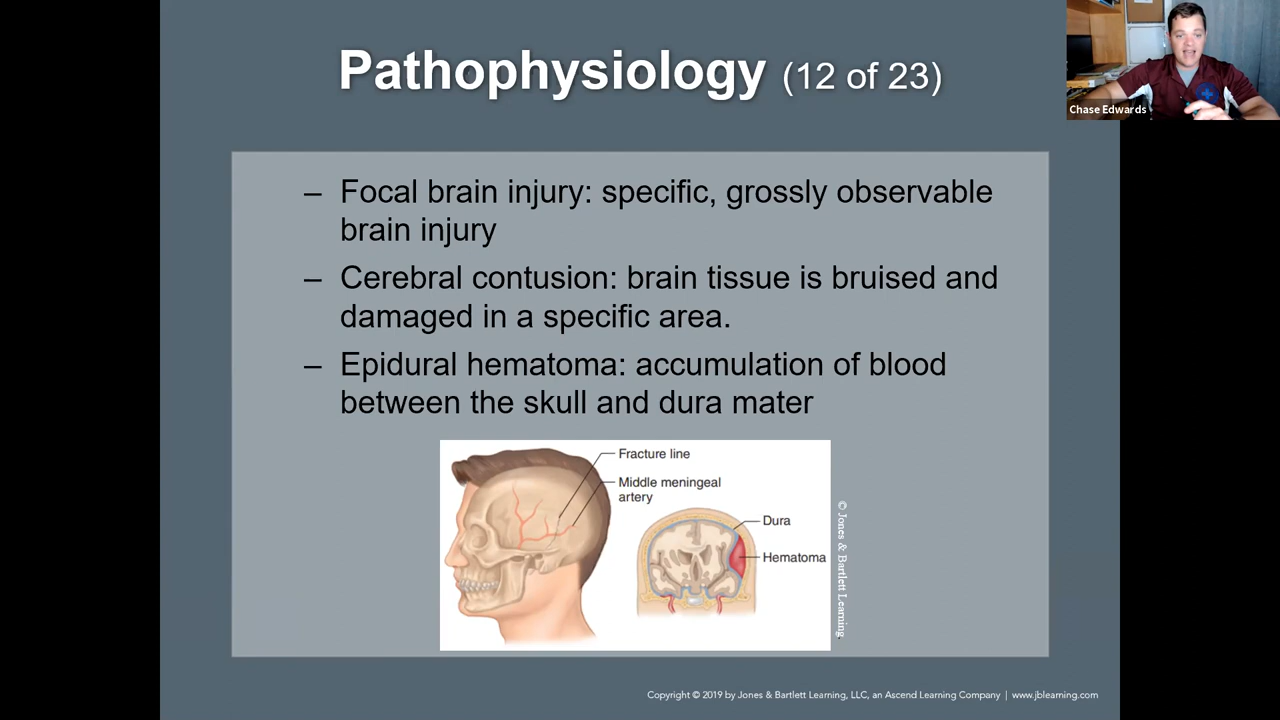 Pathophysiology (12 of 23)
Chase Edwards
– Focal brain injury: specific, grossly observable
brain injury
– Cerebral contusion: brain tissue is bruised and
damaged in a specific area.
– Epidural hematoma: accumulation of blood
between the skull and dura mater
Fracture line
Middle meningeal
artery
Dura
Hematoma
© Jones & Bartlett Learning.
Copyright © 2019 by Jones & Bartlett Learning, LLC, an Ascend Learning Company | www.jblearning.com